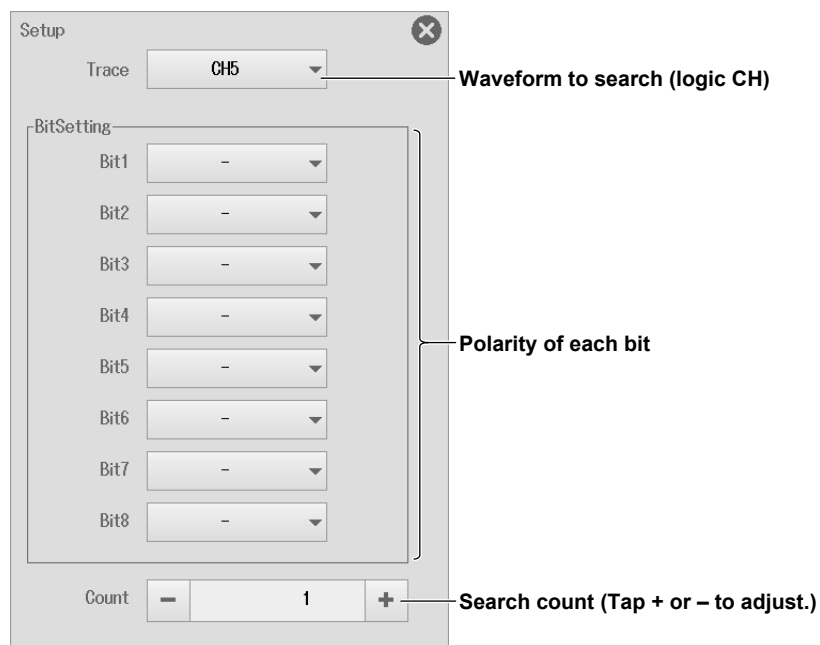 Setup
Trace CH5
Waveform to search (logic CH)
BitSetting
Bit1 -
Bit2 -
Bit3 -
Bit4 -
Polarity of each bit
Bit5 -
Bit6 -
Bit7 -
Bit8 -
Count − 1 +
Search count (Tap + or – to adjust.)